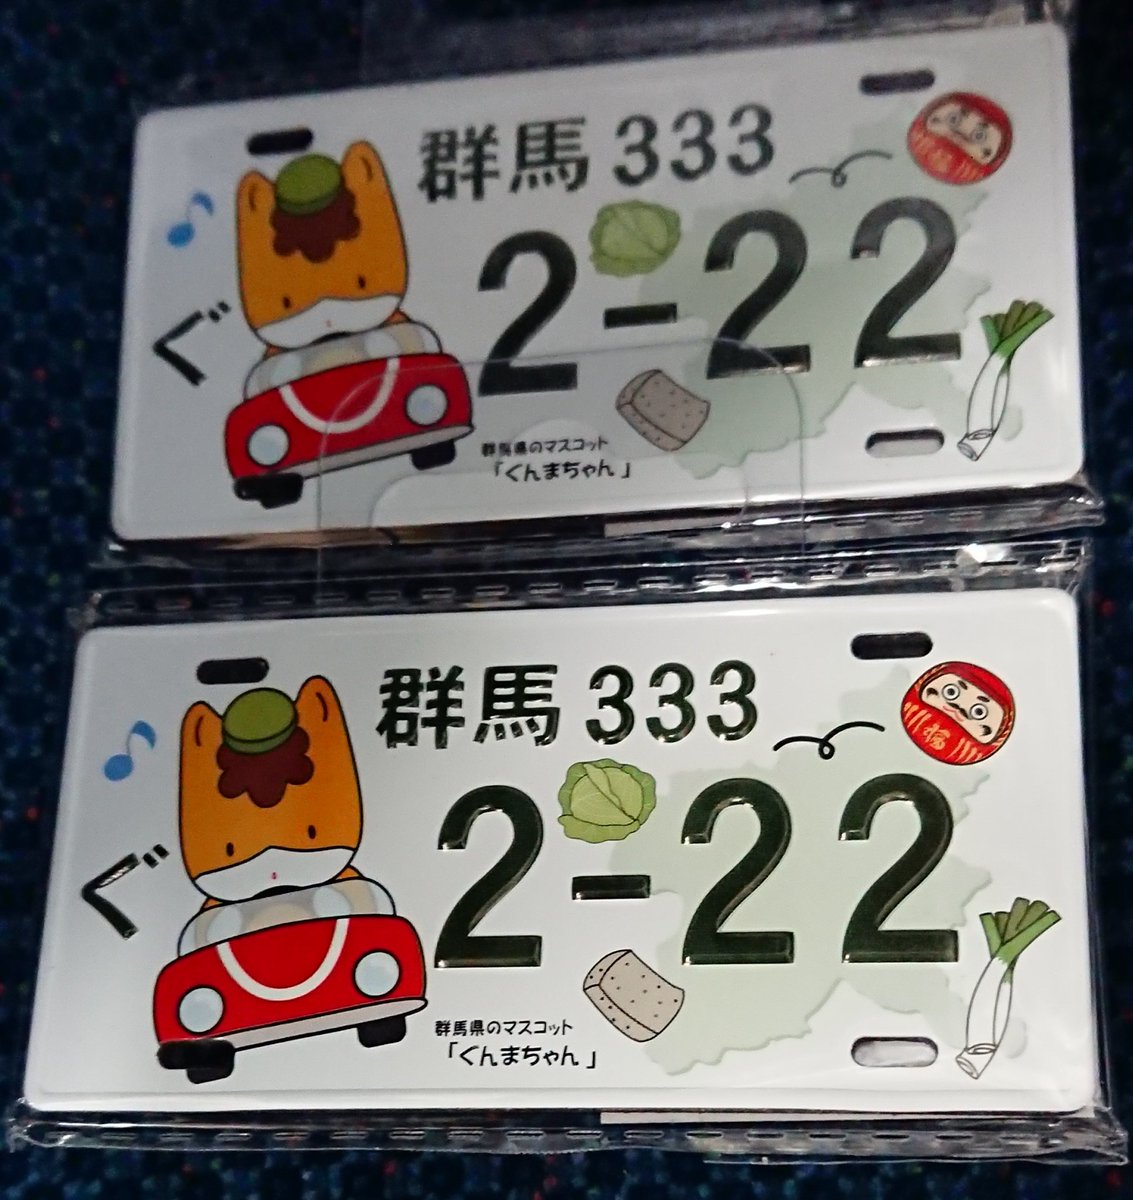 群馬 333
ぐ 2-22
群馬県のマスコット
「ぐんまちゃん」
群馬 333
ぐ 2-22
福
群馬県のマスコット
「ぐんまちゃん」